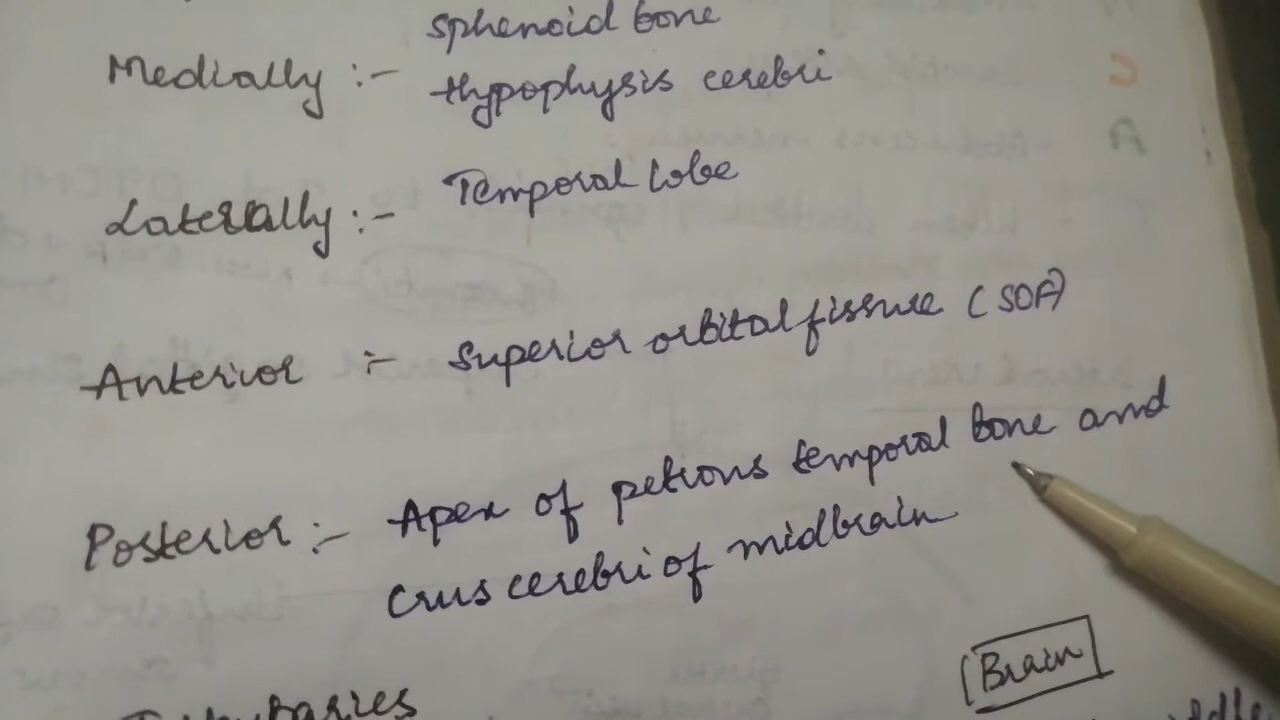 sphenoid bone
Medially :- Hypophysis cerebri
Laterally :- Temporal lobe
Anterior :- Superior orbital fissure (SOF)
Posterior :- Apex of petrous temporal bone and
crus cerebri of midbrain
[Brain]